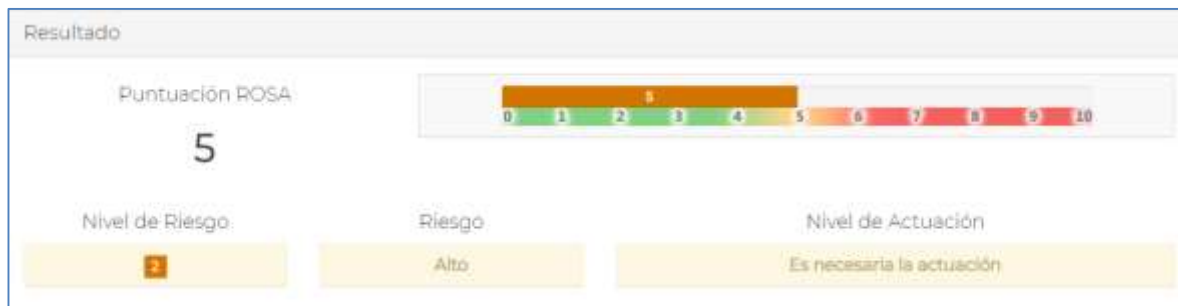 Resultado
Puntuación ROSA
5
5
0 1 2 3 4 5 6 7 8 9 10
Nivel de Riesgo Riesgo Nivel de Actuación
2 Alto Es necesaria la actuación